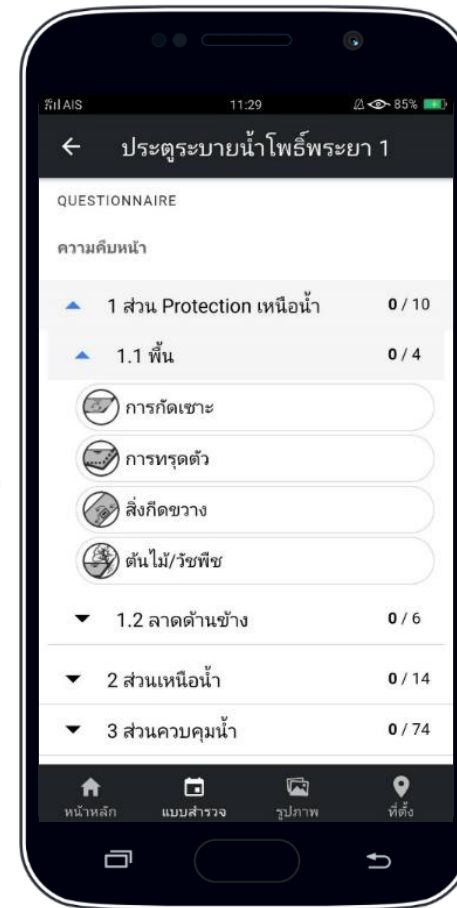 AIS 11:29 85%
ประตูระบายน้ำโพธิ์พระยา 1
QUESTIONNAIRE
ความคืบหน้า
1 ส่วน Protection เหนือน้ำ 0 / 10
1.1 พื้น 0 / 4
การกัดเซาะ
การทรุดตัว
สิ่งกีดขวาง
ต้นไม้/วัชพืช
1.2 ลาดด้านข้าง 0 / 6
2 ส่วนเหนือน้ำ 0 / 14
3 ส่วนควบคุมน้ำ 0 / 74
หน้าหลัก แบบสำรวจ รูปภาพ ที่ตั้ง